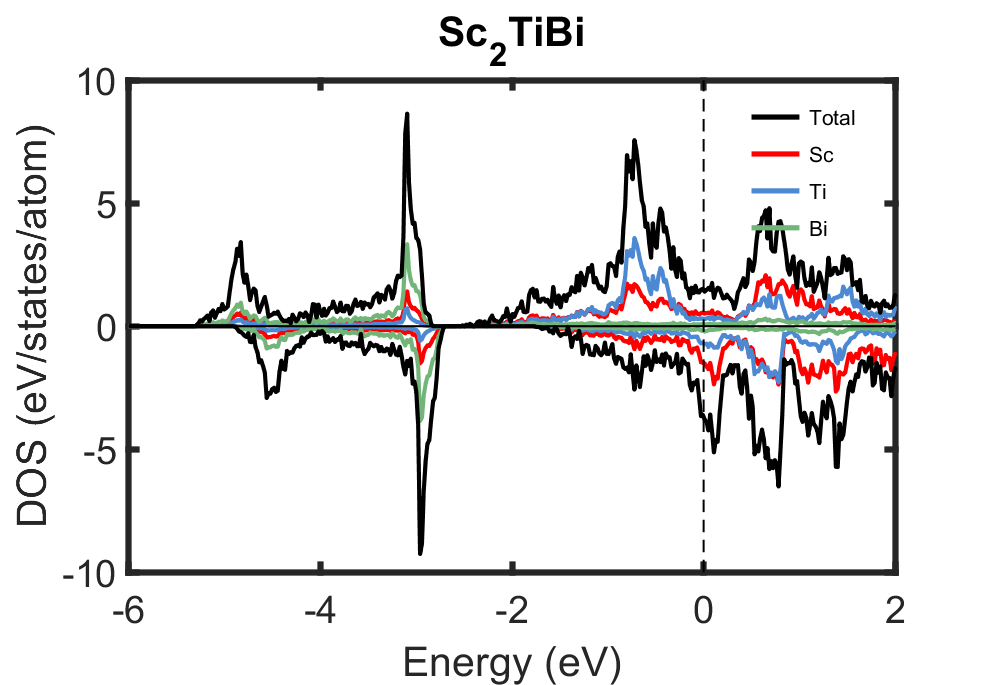 Sc2TiBi
10
5
0
-5
-10
DOS (eV/states/atom)
Total
Sc
Ti
Bi
-6 -4 -2 0 2
Energy (eV)